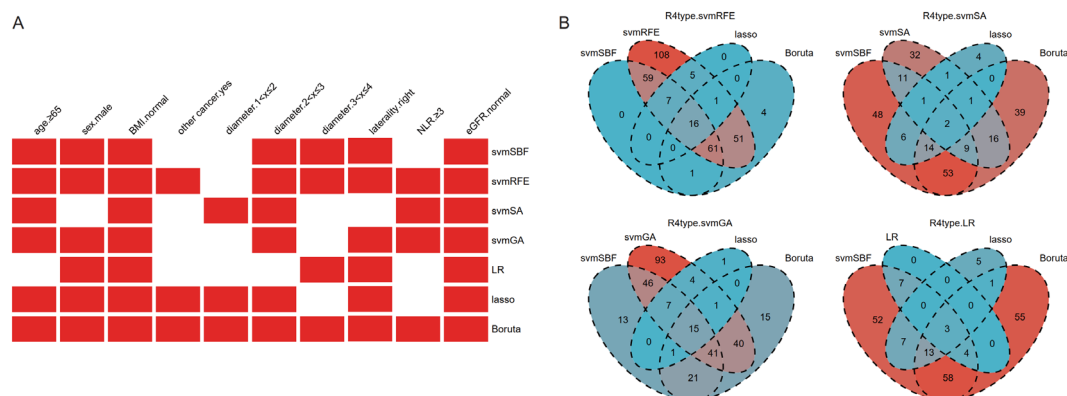 A
age.≥65
sex.male
BMI.normal
other cancer.yes
diameter.1<x≤2
diameter.2<x≤3
diameter.3<x≤4
laterality.right
NLR.≥3
eGFR.normal
svmSBF
svmRFE
svmSA
svmGA
LR
lasso
Boruta
B
R4type.svmRFE
svmRFE
lasso
svmSBF
Boruta
108
0
59
5
0
0
7
1
4
0
16
0
0
61
51
1
R4type.svmSA
svmSA
lasso
svmSBF
Boruta
32
4
11
1
0
48
1
1
39
6
2
16
14
9
53
R4type.svmGA
svmGA
lasso
svmSBF
Boruta
93
1
46
4
0
13
7
1
15
0
15
40
1
41
21
R4type.LR
LR
lasso
svmSBF
Boruta
0
5
7
0
1
52
0
0
55
7
3
0
13
4
58